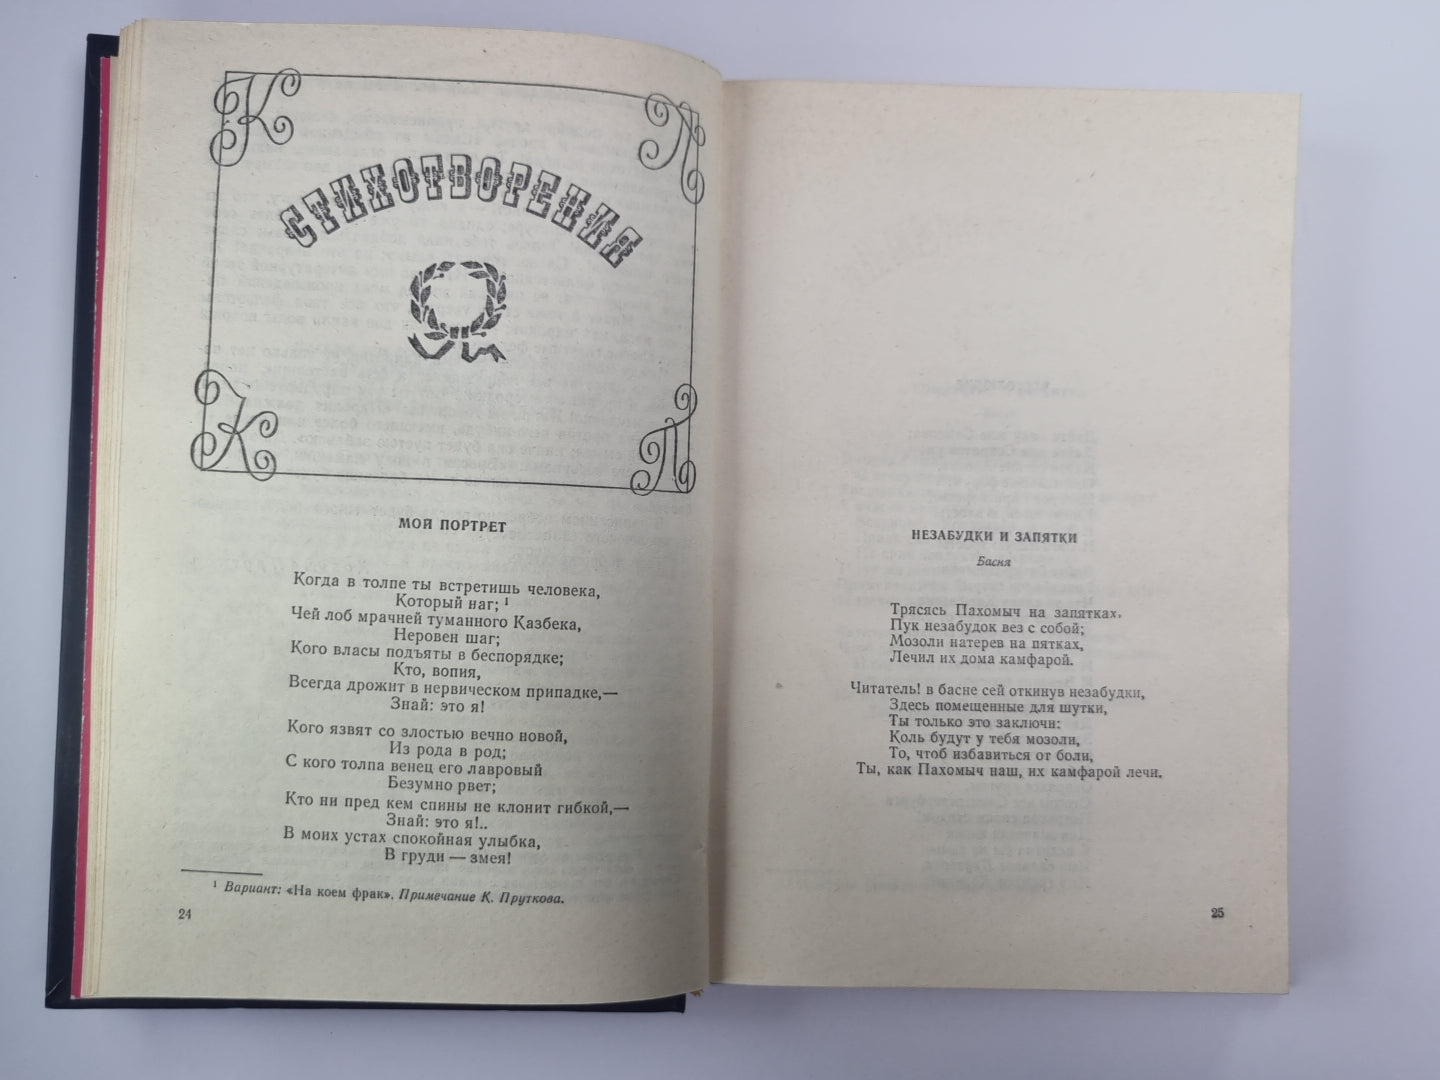 К П
СТИХОТВОРЕНИЯ
К П
МОЙ ПОРТРЕТ
Когда в толпе ты встретишь человека,
Который наг; ¹
Чей лоб мрачней туманного Казбека,
Неровен шаг;
Кого власы подъяты в беспорядке;
Кто, вопия,
Всегда дрожит в нервическом припадке,—
Знай: это я!
Кого язвят со злостью вечно новой,
Из рода в род;
С кого толпа венец его лавровый
Безумно рвет;
Кто ни пред кем спины не клонит гибкой,—
Знай: это я!..
В моих устах спокойная улыбка,
В груди — змея!
¹ Вариант: «На коем фрак». Примечание К. Пруткова.
24
НЕЗАБУДКИ И ЗАПЯТКИ
Басня
Трясясь Пахомыч на запятках,
Пук незабудок вез с собой;
Мозоли натерев на пятках,
Лечил их дома камфарой.
Читатель! в басне сей откинув незабудки,
Здесь помещенные для шутки,
Ты только это заключи:
Коль будут у тебя мозоли,
То, чтоб избавиться от боли,
Ты, как Пахомыч наш, их камфарой лечи.
25